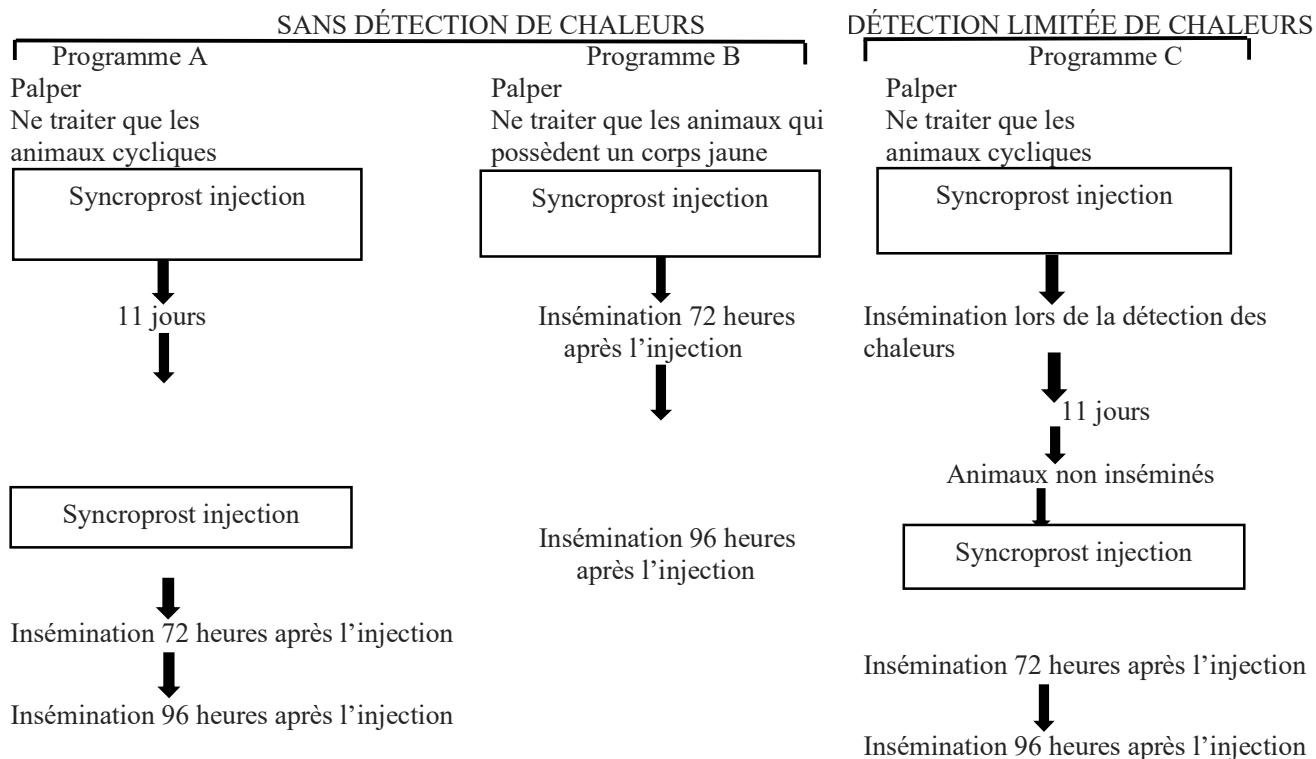 SANS DÉTECTION DE CHALEURS
Programme A
Palper
Ne traiter que les
animaux cycliques
Syncroprost injection
11 jours
Syncroprost injection
Insémination 72 heures après l’injection
Insémination 96 heures après l’injection
Programme B
Palper
Ne traiter que les animaux qui
possèdent un corps jaune
Syncroprost injection
Insémination 72 heures
après l’injection
Insémination 96 heures
après l’injection
DÉTECTION LIMITÉE DE CHALEURS
Programme C
Palper
Ne traiter que les
animaux cycliques
Syncroprost injection
Insémination lors de la détection des
chaleurs
11 jours
Animaux non inséminés
Syncroprost injection
Insémination 72 heures après l’injection
Insémination 96 heures après l’injection